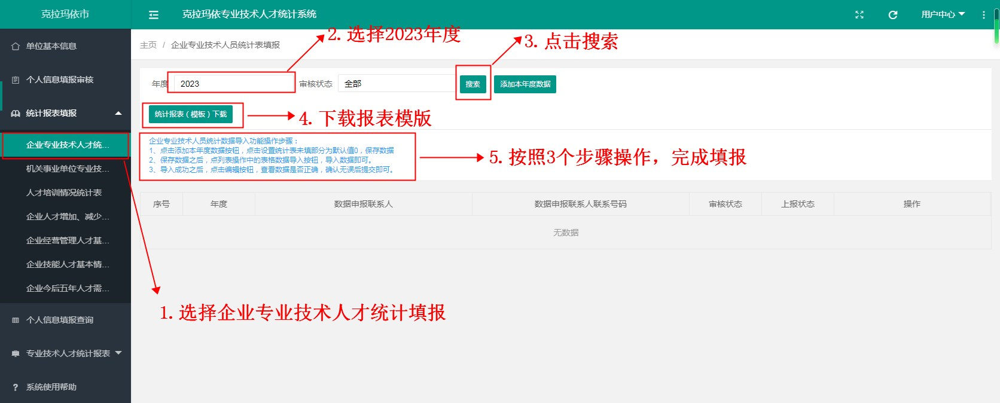 克拉玛依市
克拉玛依专业技术人才统计系统
用户中心
单位基本信息
个人信息填报审核
统计报表填报
企业专业技术人才统...
机关事业单位专业技...
人才培训情况统计表
企业人才增加、减少...
企业经营管理人才基...
企业技能人才基本情...
企业今后五年人才需...
个人信息填报查询
专业技术人才统计报表
? 系统使用帮助
主页 / 企业专业技术人员统计表填报
2. 选择2023年度
3. 点击搜索
年度 2023 审核状态 全部 搜索 添加本年度数据
统计报表（模板）下载
4. 下载报表模版
企业专业技术人员统计数据导入功能操作步骤：
1、点击添加本年度数据按钮，点击设置统计表未填部分为默认值0，保存数据
2、保存数据之后，点列表操作中的表格数据导入按钮，导入数据即可。
3、导入成功之后，点击编辑按钮，查看数据是否正确，确认无误后提交即可。
5. 按照3个步骤操作，完成填报
序号 年度 数据申报联系人 数据申报联系人联系号码 审核状态 上报状态 操作
无数据
1. 选择企业专业技术人才统计填报